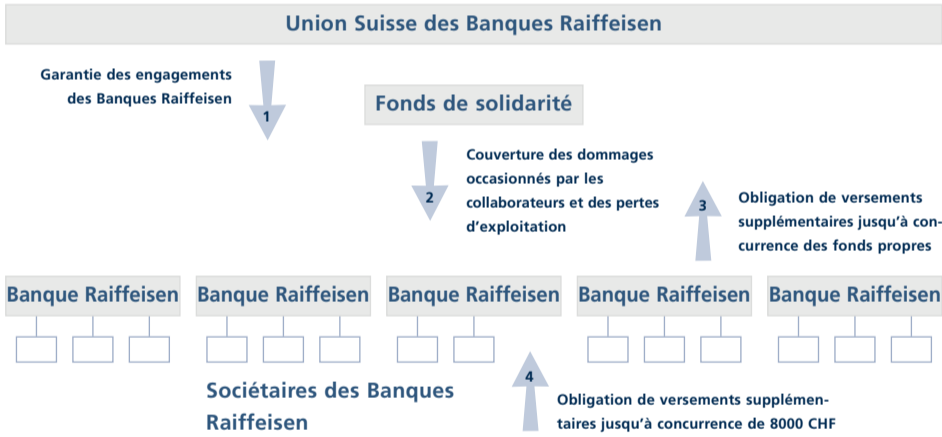 Union Suisse des Banques Raiffeisen
Garantie des engagements
des Banques Raiffeisen
1
Fonds de solidarité
2
Couverture des dommages
occasionnés par les
collaborateurs et des pertes
d'exploitation
3
Obligation de versements
supplémentaires jusqu'à con-
currence des fonds propres
Banque Raiffeisen
Banque Raiffeisen
Banque Raiffeisen
Banque Raiffeisen
Banque Raiffeisen
Sociétaires des Banques
Raiffeisen
4
Obligation de versements supplémen-
taires jusqu'à concurrence de 8000 CHF